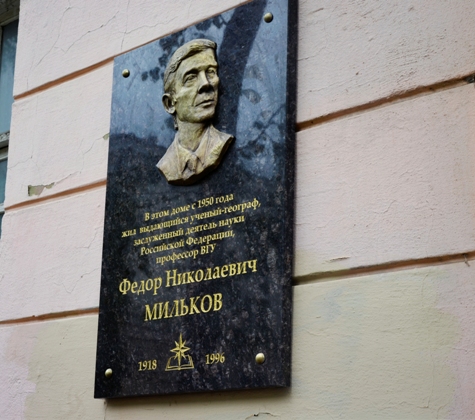 В этом доме с 1950 года
жил выдающийся ученый-географ,
заслуженный деятель науки
Российской Федерации,
профессор ВГУ
Федор Николаевич
МИЛЬКОВ
1918 1996